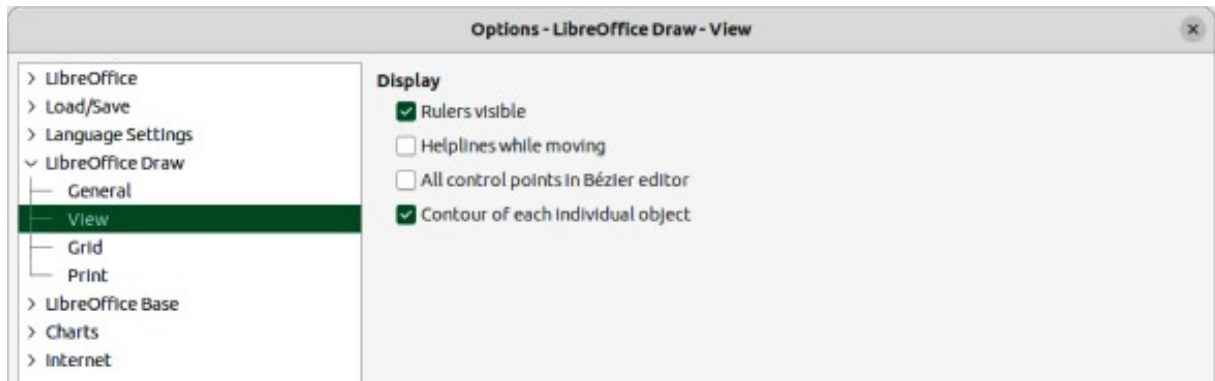 Options - LibreOffice Draw - View
LibreOffice
Load/Save
Language Settings
LibreOffice Draw
General
View
Grid
Print
LibreOffice Base
Charts
Internet
Display
Rulers visible
Helplines while moving
All control points in Bézier editor
Contour of each individual object